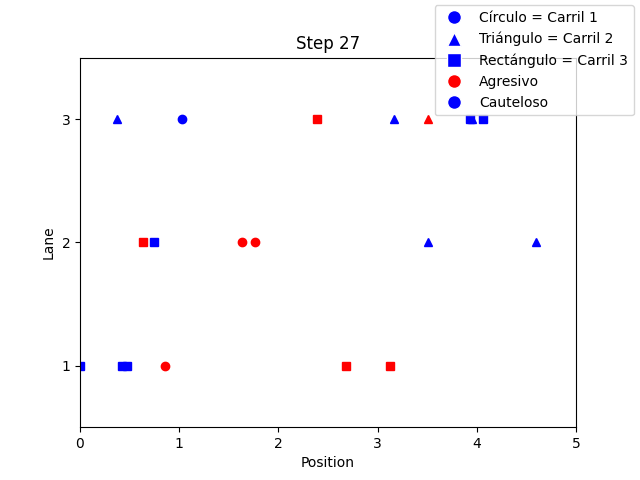 Step 27
Círculo = Carril 1
Triángulo = Carril 2
Rectángulo = Carril 3
Agresivo
Cauteloso
Lane
3
2
1
0 1 2 3 4 5
Position